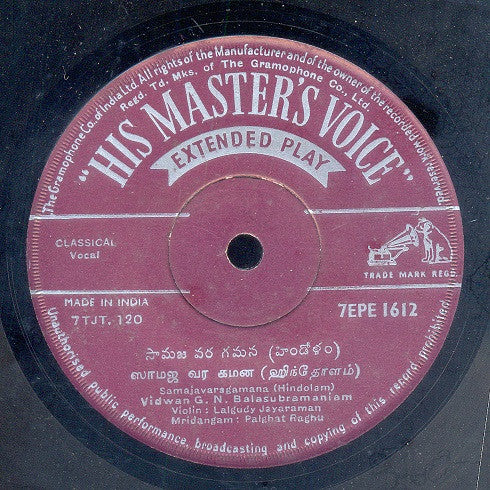 The Gramophone Co. of India Ltd. All rights of the Manufacturer and of the owner of the recorded work reserved
Regd. Td. Mks. of The Gramophone Co., Ltd.
"HIS MASTER'S VOICE"
EXTENDED PLAY
CLASSICAL
Vocal
TRADE MARK REGD.
MADE IN INDIA
7TJT. 120
7EPE 1612
సామజ వర గమన (హిందోళం)
ஸாமஜ வர கமன (ஹிந்தோளம்)
Samajavaragamana (Hindolam)
Vidwan G. N. Balasubramaniam
Violin : Lalgudy Jayaraman
Mridangam : Palghat Raghu
Unauthorised public performance, broadcasting and copying of this record prohibited.